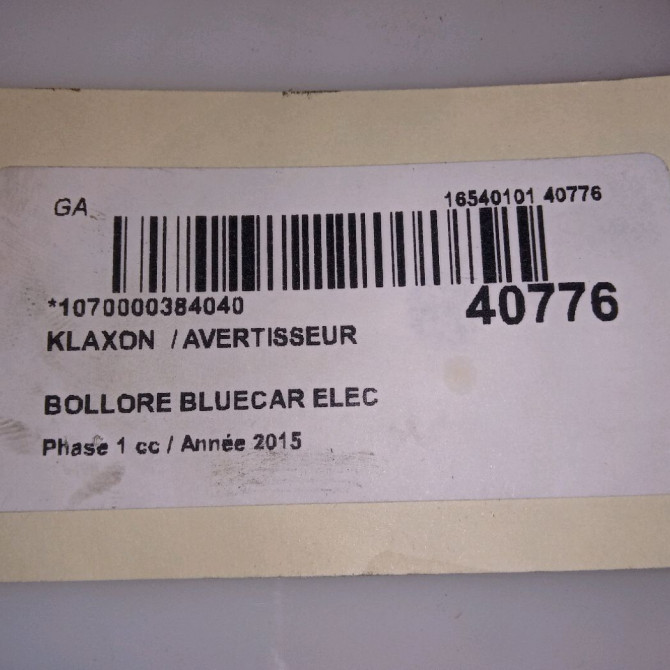 GA
16540101 40776
*1070000384040
40776
KLAXON / AVERTISSEUR
BOLLORE BLUECAR ELEC
Phase 1 cc / Année 2015